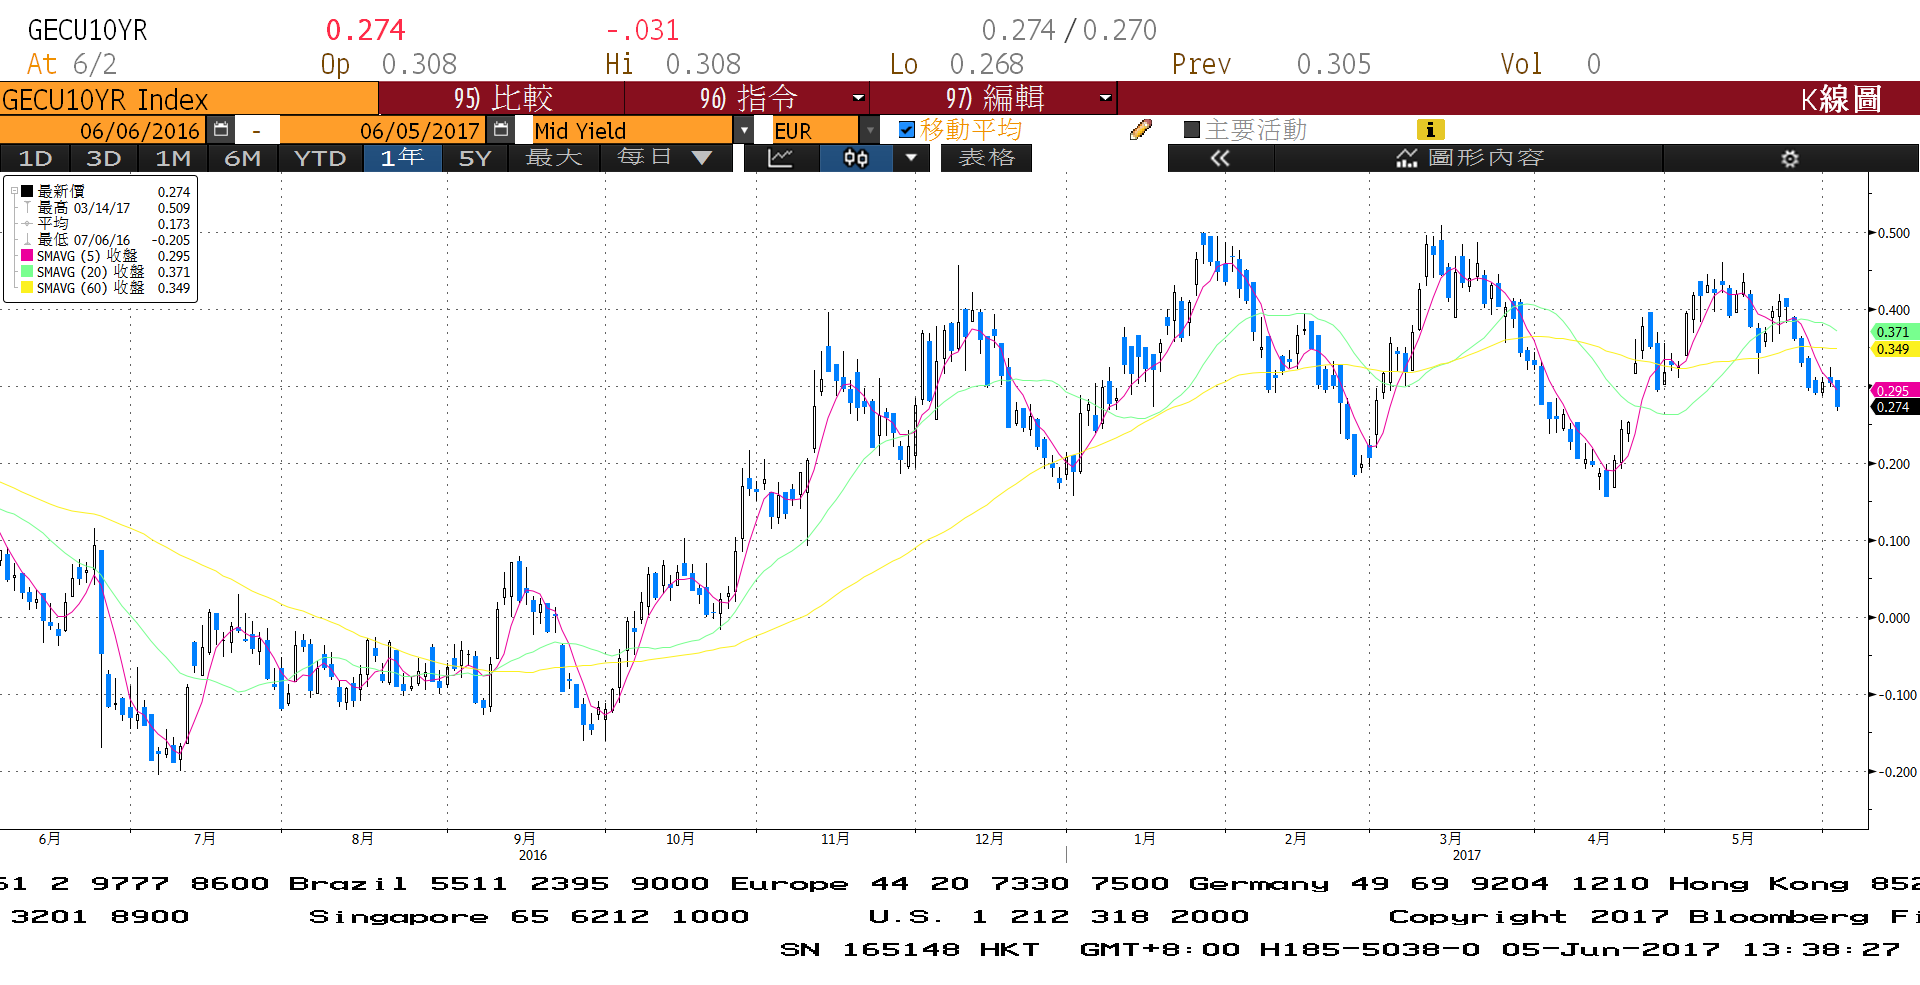 GECU10YR 0.274 -.031 0.274 / 0.270
At 6/2 Op 0.308 Hi 0.308 Lo 0.268 Prev 0.305 Vol 0
GECU10YR Index 95) 比較 96) 指令 97) 編輯 K線圖
06/06/2016 - 06/05/2017 Mid Yield EUR 移動平均 主要活動
1D 3D 1M 6M YTD 1年 5Y 最大 每日 表格 « 圖形內容
最新價 0.274
最高 03/14/17 0.509
平均 0.173
最低 07/06/16 -0.205
SMAVG (5) 收盤 0.295
SMAVG (20) 收盤 0.371
SMAVG (60) 收盤 0.349
0.500
0.400
0.371
0.349
0.295
0.274
0.200
0.100
0.000
-0.100
-0.200
6月 7月 8月 9月 10月 11月 12月 1月 2月 3月 4月 5月
2016 2017
61 2 9777 8600 Brazil 5511 2395 9000 Europe 44 20 7330 7500 Germany 49 69 9204 1210 Hong Kong 852
3201 8900 Singapore 65 6212 1000 U.S. 1 212 318 2000 Copyright 2017 Bloomberg Fi
SN 165148 HKT GMT+8:00 H185-5038-0 05-Jun-2017 13:38:27